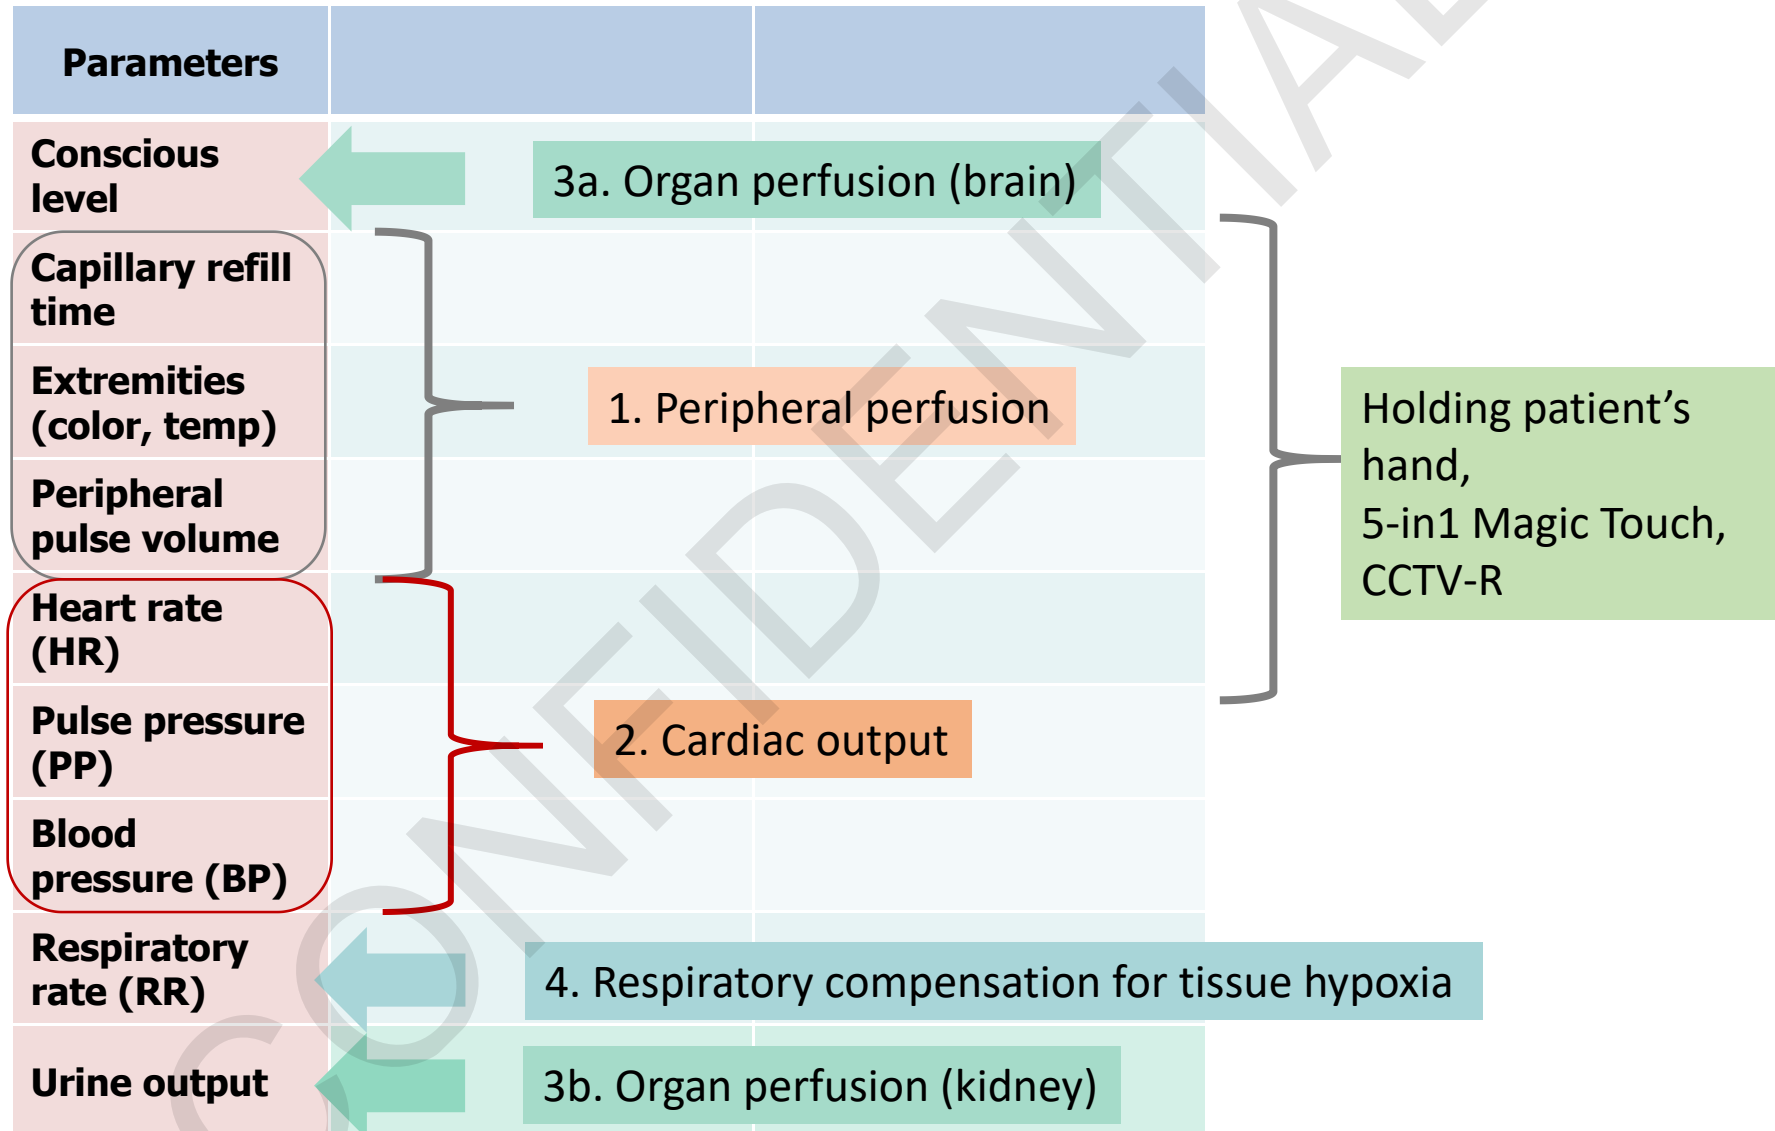 Parameters
Conscious
level
3a. Organ perfusion (brain)
Capillary refill
time
Extremities
(color, temp)
1. Peripheral perfusion
Peripheral
pulse volume
Holding patient’s
hand,
5-in1 Magic Touch,
CCTV-R
Heart rate
(HR)
Pulse pressure
(PP)
2. Cardiac output
Blood
pressure (BP)
Respiratory
rate (RR)
4. Respiratory compensation for tissue hypoxia
Urine output
3b. Organ perfusion (kidney)
CONFIDENTIAL